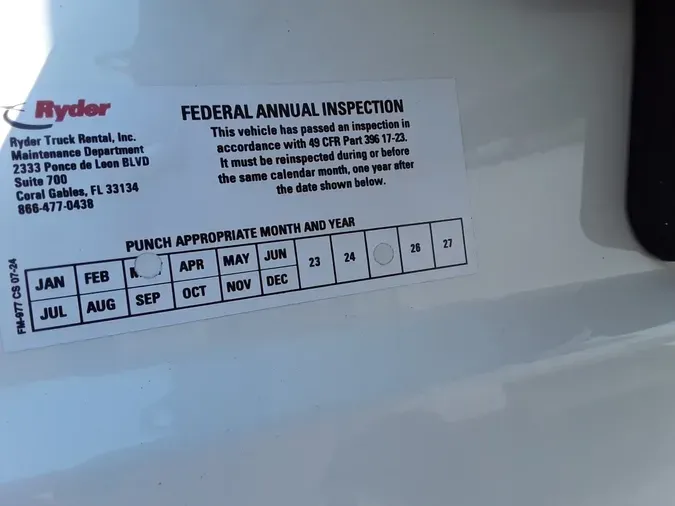 Ryder
Ryder Truck Rental, Inc.
Maintenance Department
2333 Ponce de Leon BLVD
Suite 700
Coral Gables, FL 33134
866-477-0438
FEDERAL ANNUAL INSPECTION
This vehicle has passed an inspection in
accordance with 49 CFR Part 396 17-23.
It must be reinspected during or before
the same calendar month, one year after
the date shown below.
PUNCH APPROPRIATE MONTH AND YEAR
JAN FEB APR MAY JUN 23 24 26 27
JUL AUG SEP OCT NOV DEC
FM-977 CS 07-24